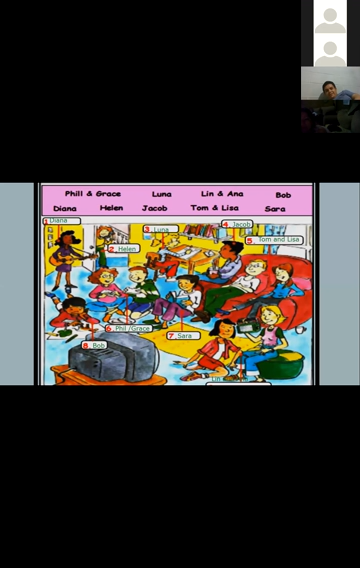 Phill & Grace Luna Lin & Ana Bob
Diana Helen Jacob Tom & Lisa Sara
1 Diana
2. Helen
3. Luna
4. Jacob
5 Tom and Lisa
6 Phil /Grace
7. Sara
8. Bob
Lin